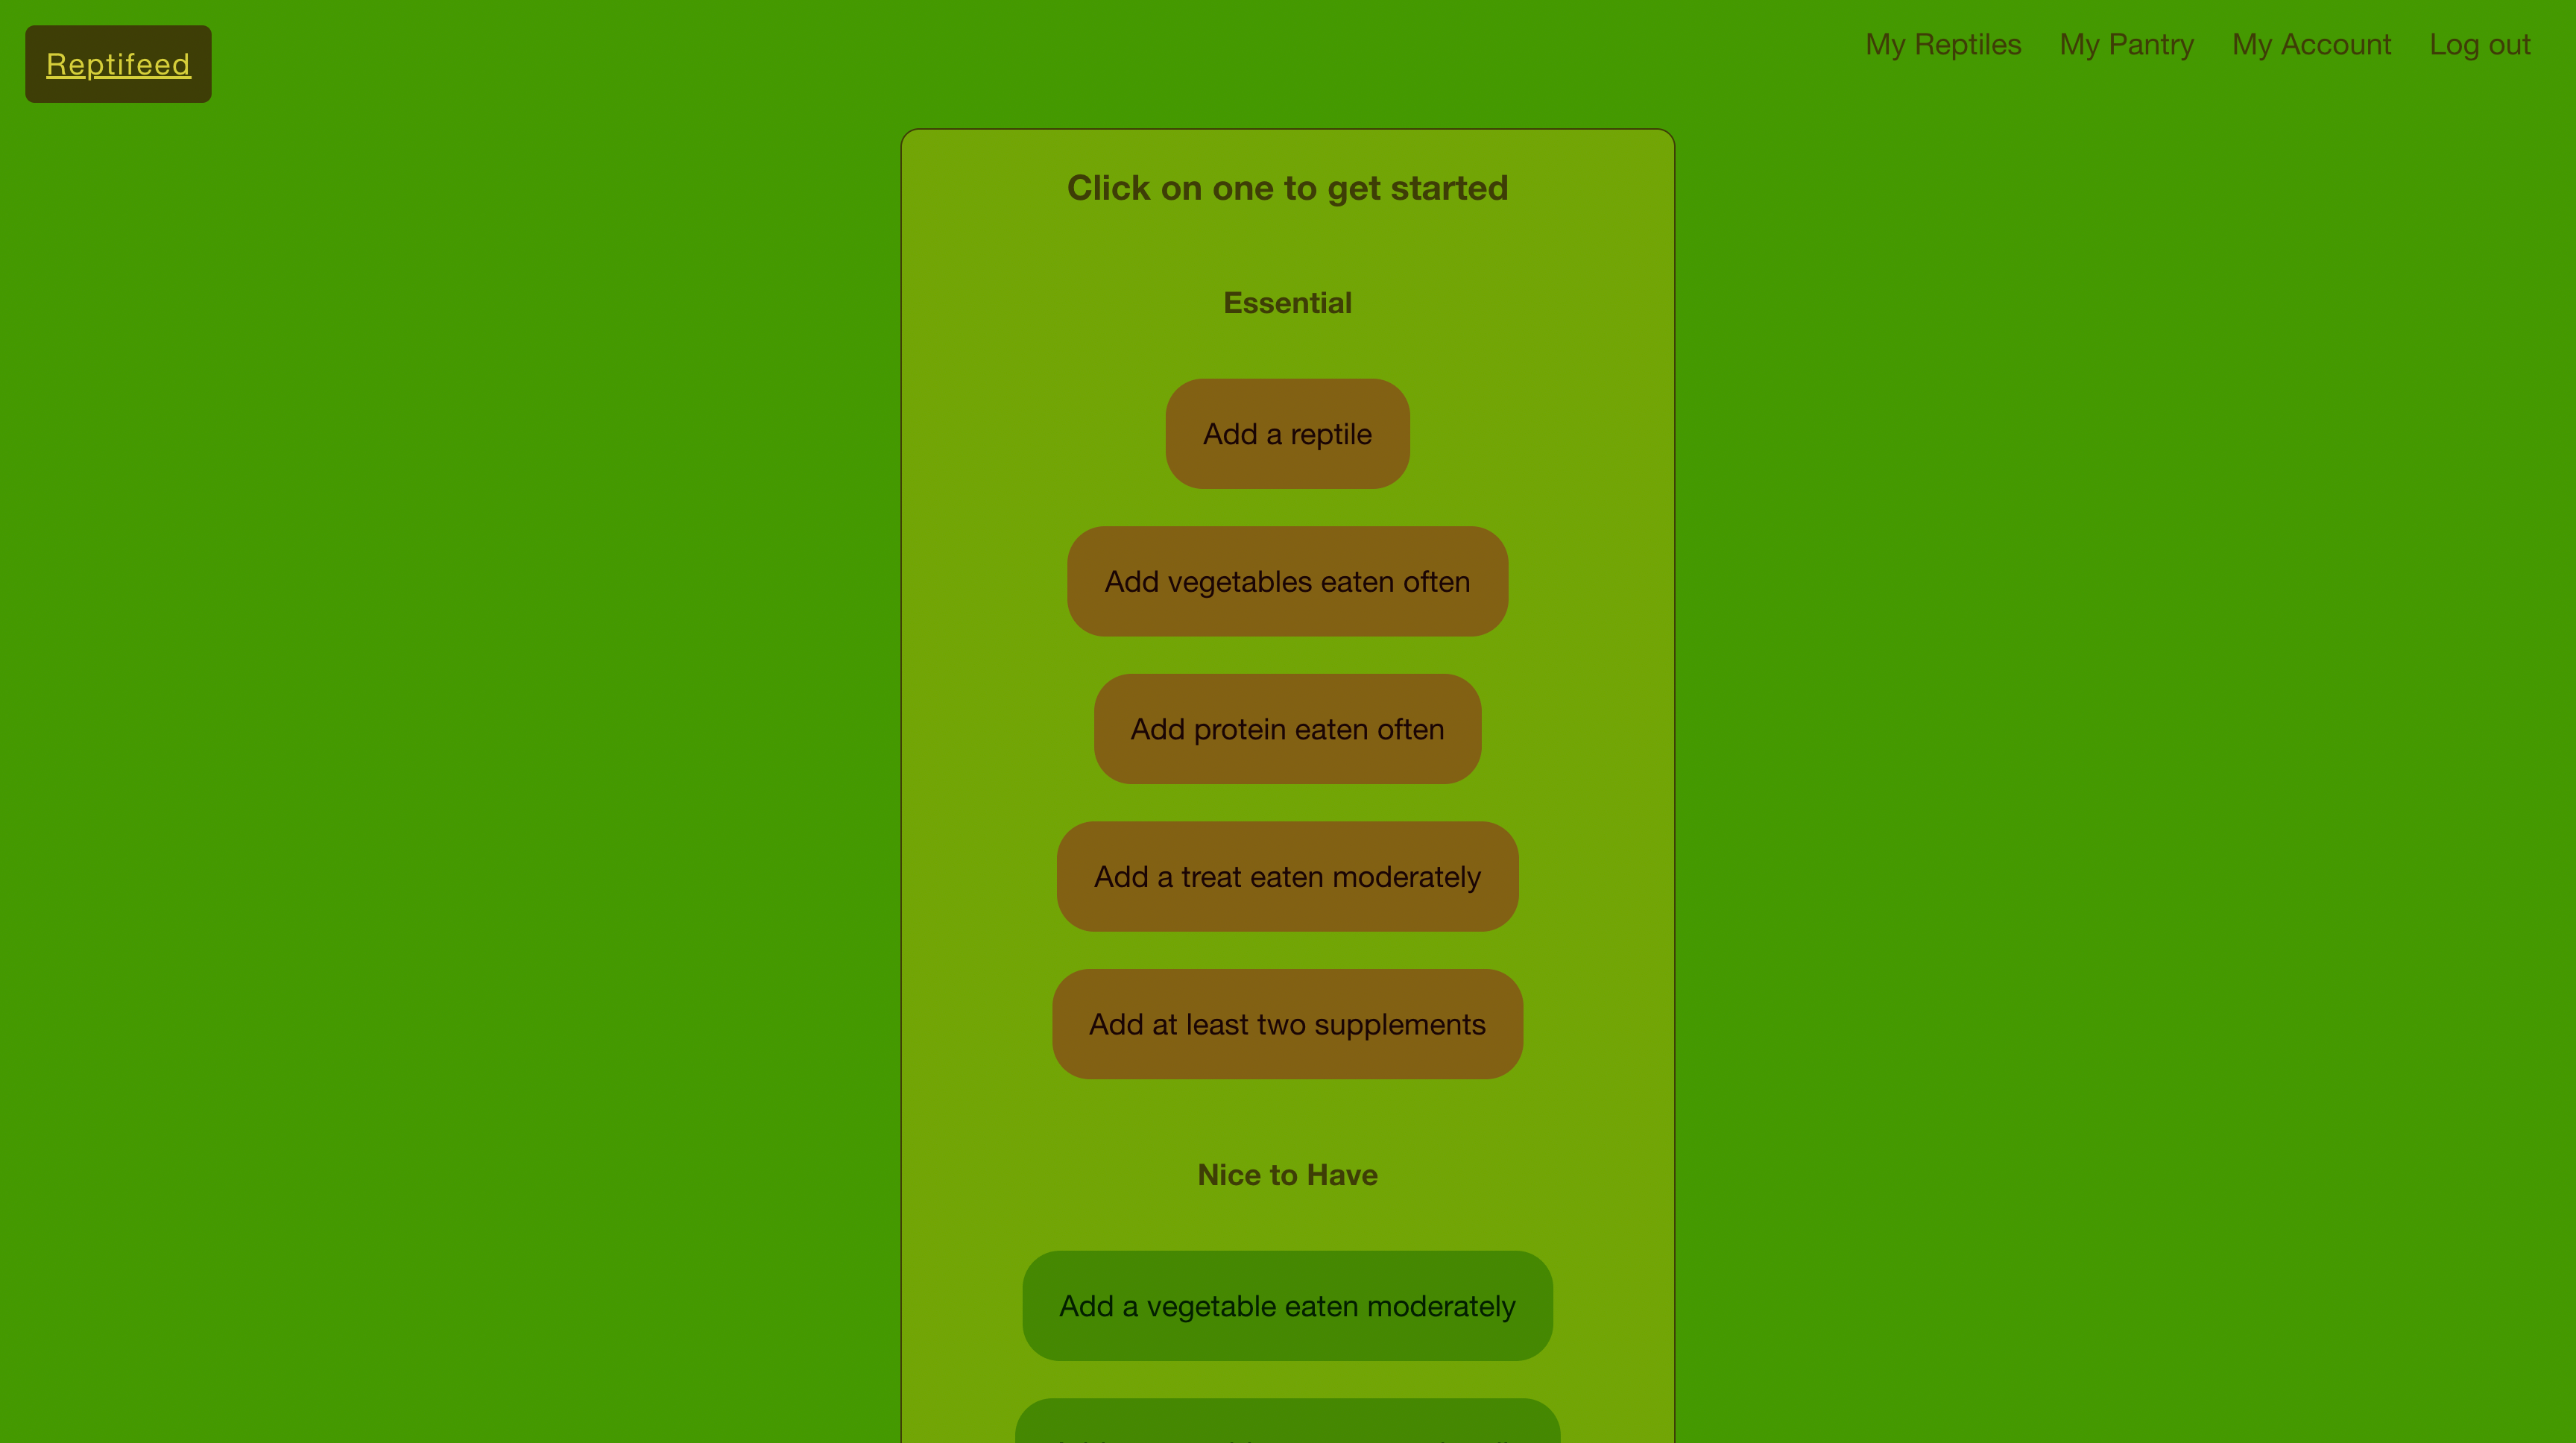 Reptifeed
My Reptiles
My Pantry
My Account
Log out
Click on one to get started
Essential
Add a reptile
Add vegetables eaten often
Add protein eaten often
Add a treat eaten moderately
Add at least two supplements
Nice to Have
Add a vegetable eaten moderately